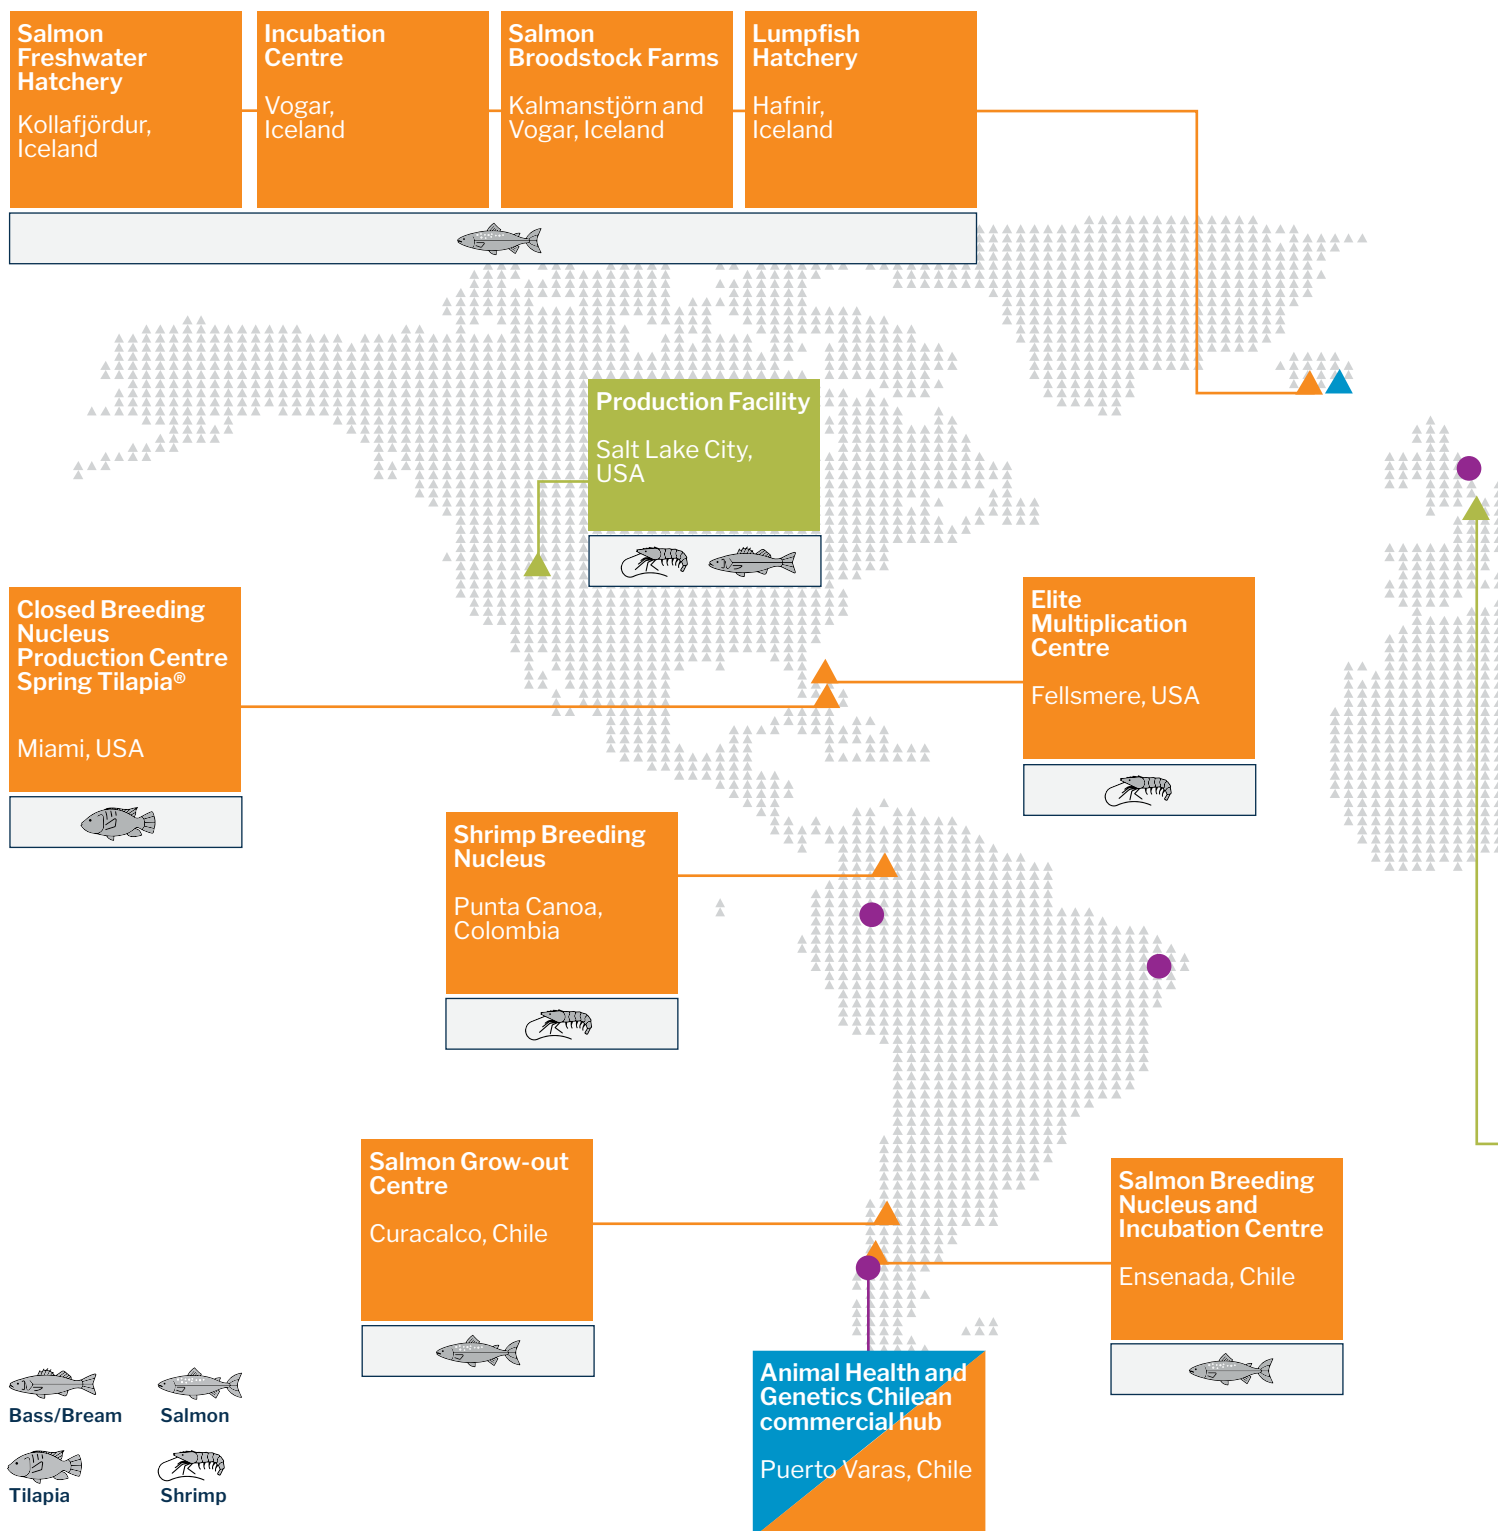 Salmon
Freshwater
Hatchery
Kollafjördur,
Iceland
Incubation
Centre
Vogar,
Iceland
Salmon
Broodstock Farms
Kalmanstjörn and
Vogar, Iceland
Lumpfish
Hatchery
Hafnir,
Iceland
Production Facility
Salt Lake City,
USA
Closed Breeding
Nucleus
Production Centre
Spring Tilapia®
Miami, USA
Elite
Multiplication
Centre
Fellsmere, USA
Shrimp Breeding
Nucleus
Punta Canoa,
Colombia
Salmon Grow-out
Centre
Curacalco, Chile
Salmon Breeding
Nucleus and
Incubation Centre
Ensenada, Chile
Animal Health and
Genetics Chilean
commercial hub
Puerto Varas, Chile
Bass/Bream
Salmon
Tilapia
Shrimp